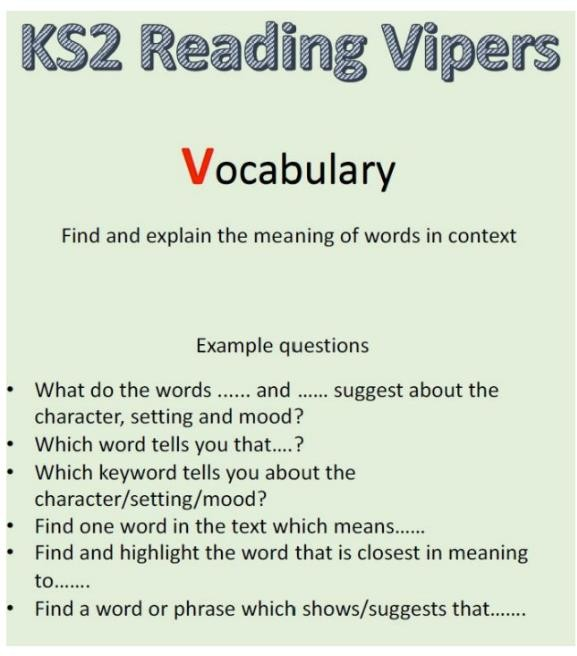 KS2 Reading Vipers
Vocabulary
Find and explain the meaning of words in context
Example questions
• What do the words ...... and ...... suggest about the
character, setting and mood?
• Which word tells you that....?
• Which keyword tells you about the
character/setting/mood?
• Find one word in the text which means......
• Find and highlight the word that is closest in meaning
to.......
• Find a word or phrase which shows/suggests that.......